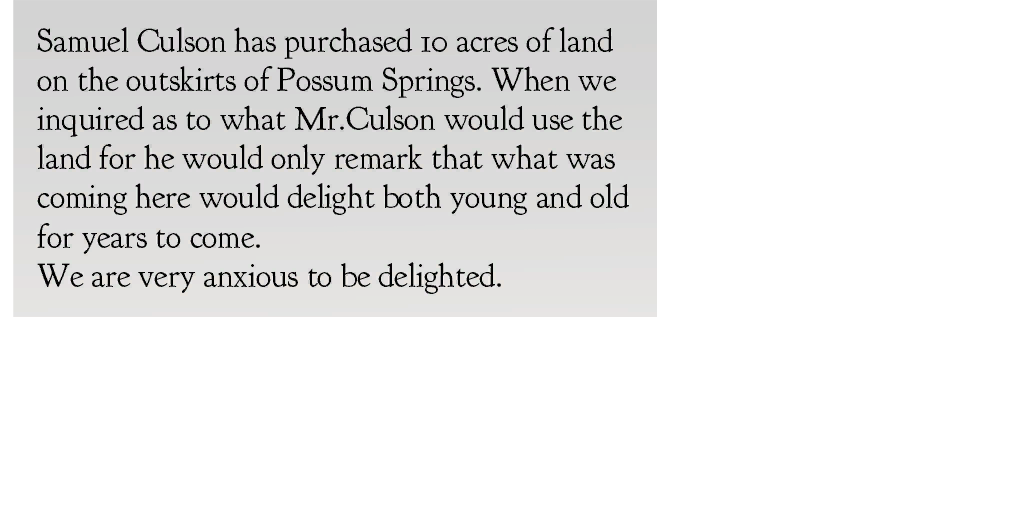 Samuel Culson has purchased 10 acres of land
on the outskirts of Possum Springs. When we
inquired as to what Mr.Culson would use the
land for he would only remark that what was
coming here would delight both young and old
for years to come.
We are very anxious to be delighted.